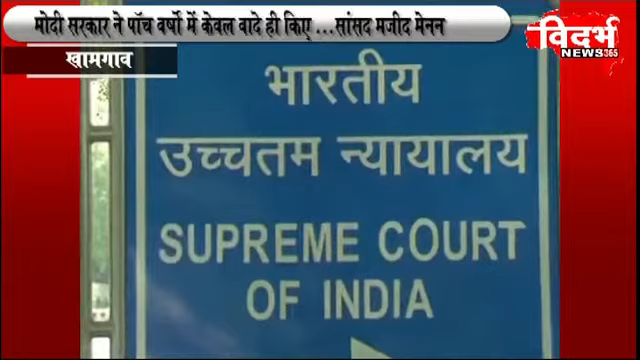 मोदी सरकार ने पाँच वर्षो में केवल वादे ही किए ...सांसद मजीद मेनन
विदर्भ
NEWS365
खामगाव
भारतीय
उच्चतम न्यायालय
SUPREME COURT
OF INDIA